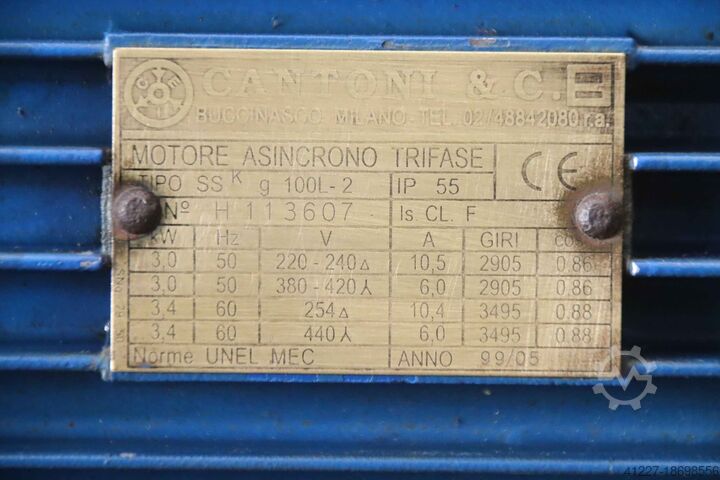 CANTONI & C. E
BUCCINASCO MILANO-TEL. 02/48842080 r.a.
MOTORE ASINCRONO TRIFASE CE
TIPO SS K g 100L-2 IP 55
Nº H 113607 Is CL. F
kW Hz V A GIRI
3,0 50 220-240 Δ 10,5 2905 0.86
3,0 50 380-420 ⅄ 6,0 2905 0.86
3,4 60 254 Δ 10,4 3495 0.88
3,4 60 440 ⅄ 6,0 3495 0.88
Norme UNEL MEC ANNO 99/05
41227-18698556